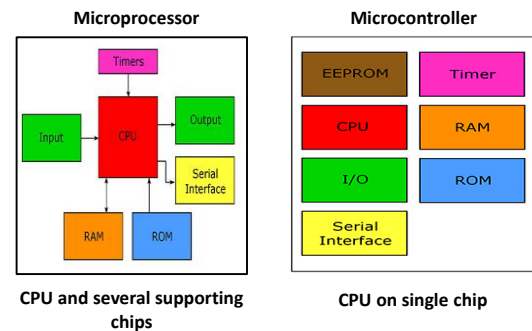 Microprocessor
Timers
Input
CPU
Output
Serial
Interface
RAM
ROM
CPU and several supporting
chips
Microcontroller
EEPROM
Timer
CPU
RAM
I/O
ROM
Serial
Interface
CPU on single chip